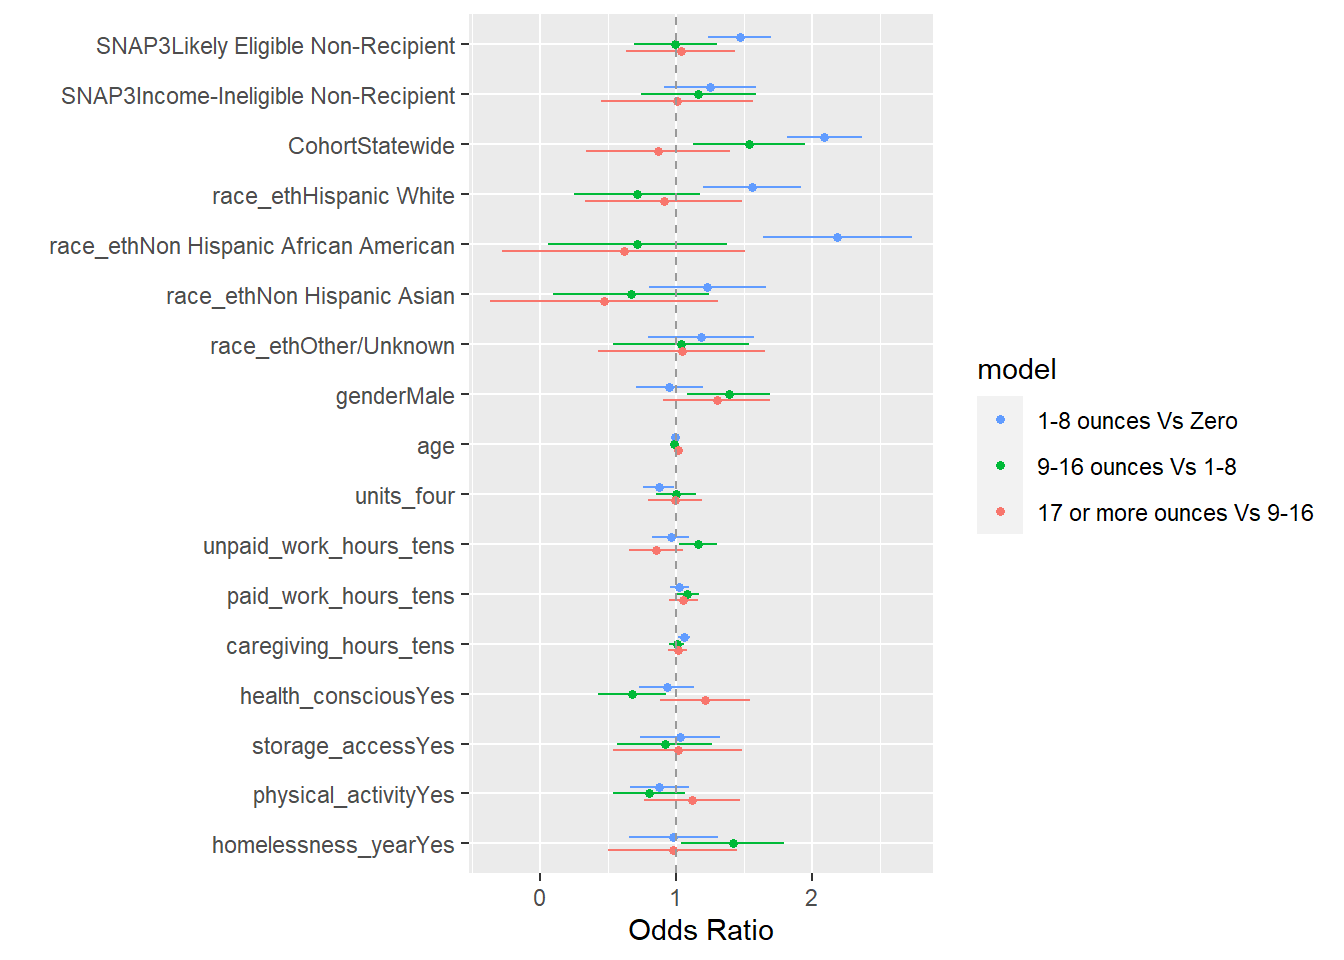 SNAP3Likely Eligible Non-Recipient
SNAP3Income-Ineligible Non-Recipient
CohortStatewide
race_ethHispanic White
race_ethNon Hispanic African American
race_ethNon Hispanic Asian
race_ethOther/Unknown
genderMale
age
units_four
unpaid_work_hours_tens
paid_work_hours_tens
caregiving_hours_tens
health_consciousYes
storage_accessYes
physical_activityYes
homelessness_yearYes
0 1 2
Odds Ratio
model
1-8 ounces Vs Zero
9-16 ounces Vs 1-8
17 or more ounces Vs 9-16